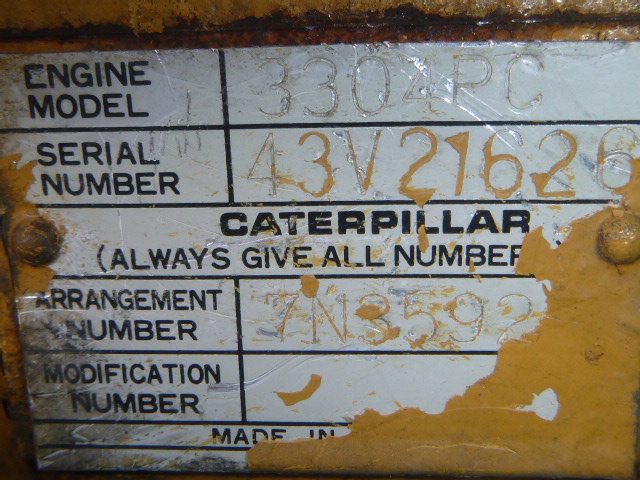 ENGINE MODEL 3304PC
SERIAL NUMBER 43V21626
CATERPILLAR
(ALWAYS GIVE ALL NUMBER
ARRANGEMENT NUMBER 7N3592
MODIFICATION NUMBER
MADE IN